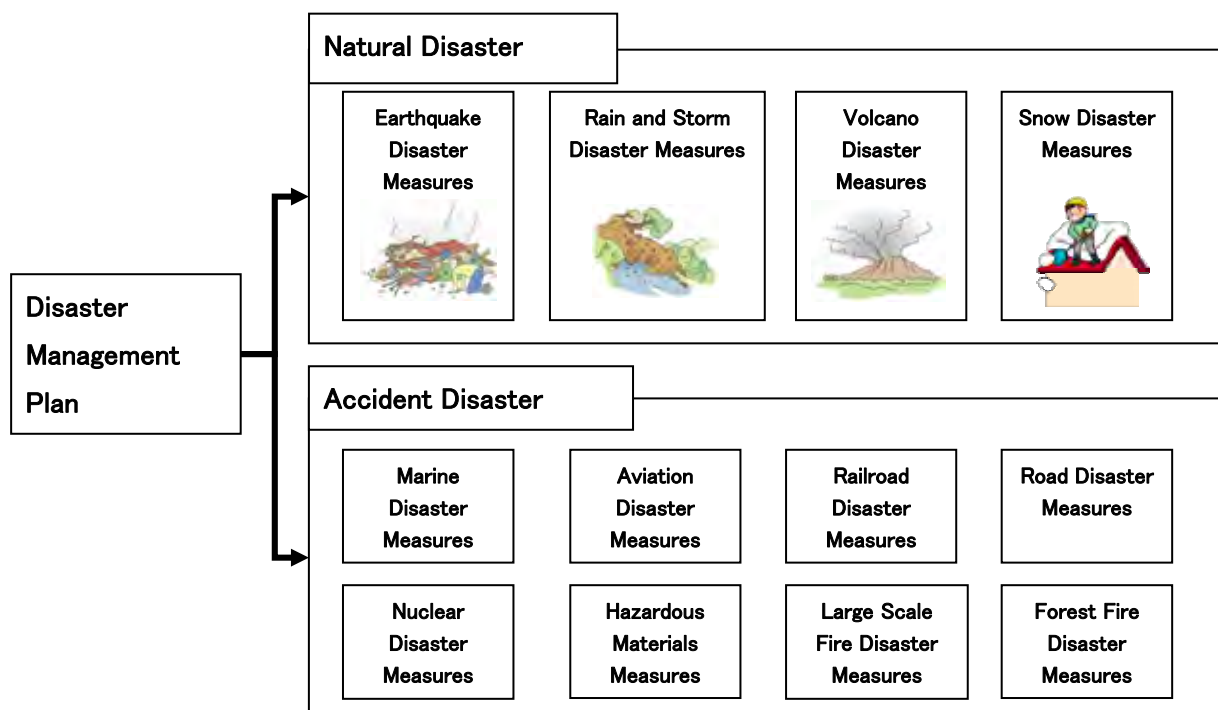 Disaster
Management
Plan
Natural Disaster
Earthquake
Disaster
Measures
Rain and Storm
Disaster Measures
Volcano
Disaster
Measures
Snow Disaster
Measures
Accident Disaster
Marine
Disaster
Measures
Aviation
Disaster
Measures
Railroad
Disaster
Measures
Road Disaster
Measures
Nuclear
Disaster
Measures
Hazardous
Materials
Measures
Large Scale
Fire Disaster
Measures
Forest Fire
Disaster
Measures